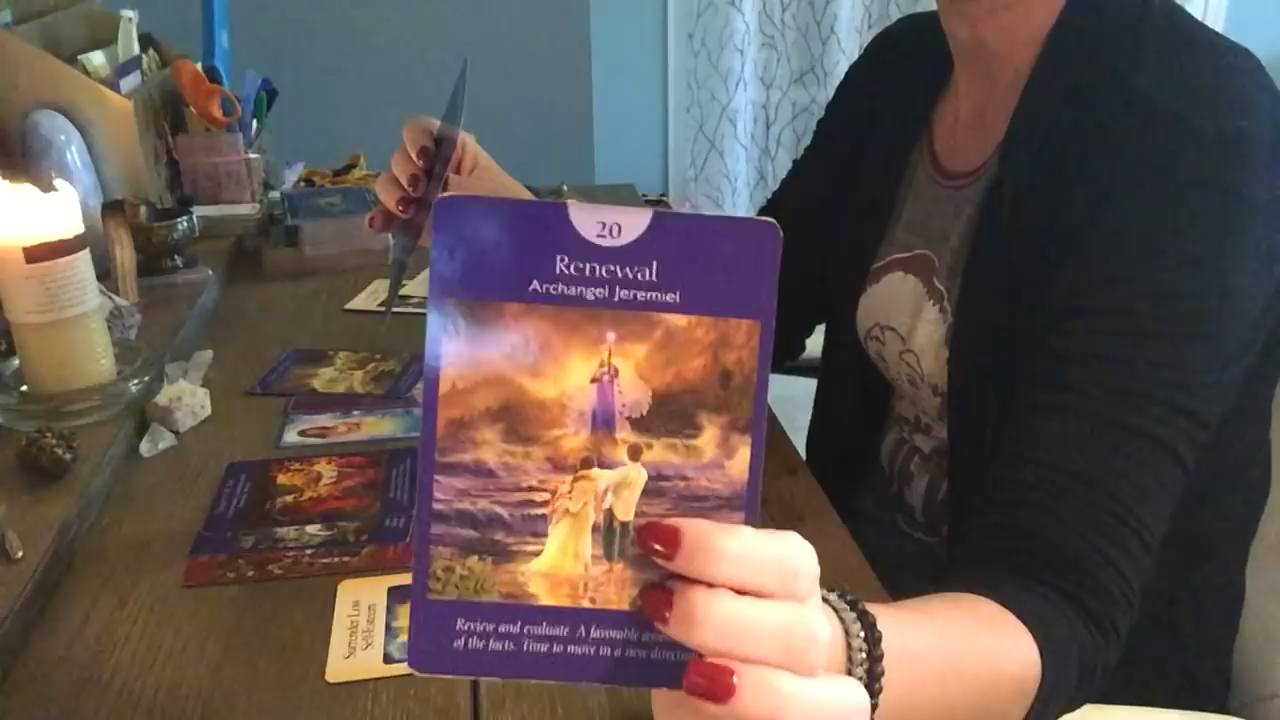 20
Renewal
Archangel Jeremiel
Review and evaluate. A favorable
of the facts. Time to move in a new direction
Surrender Low
Self-Esteem